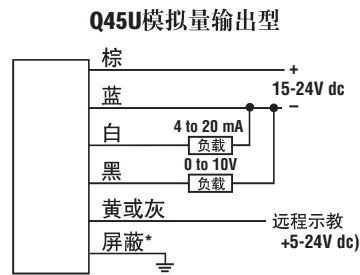 Q45U模拟量输出型
棕
+
15-24V dc
蓝
−
白
4 to 20 mA
负载
0 to 10V
黑
负载
黄或灰
远程示教
+5-24V dc)
屏蔽*